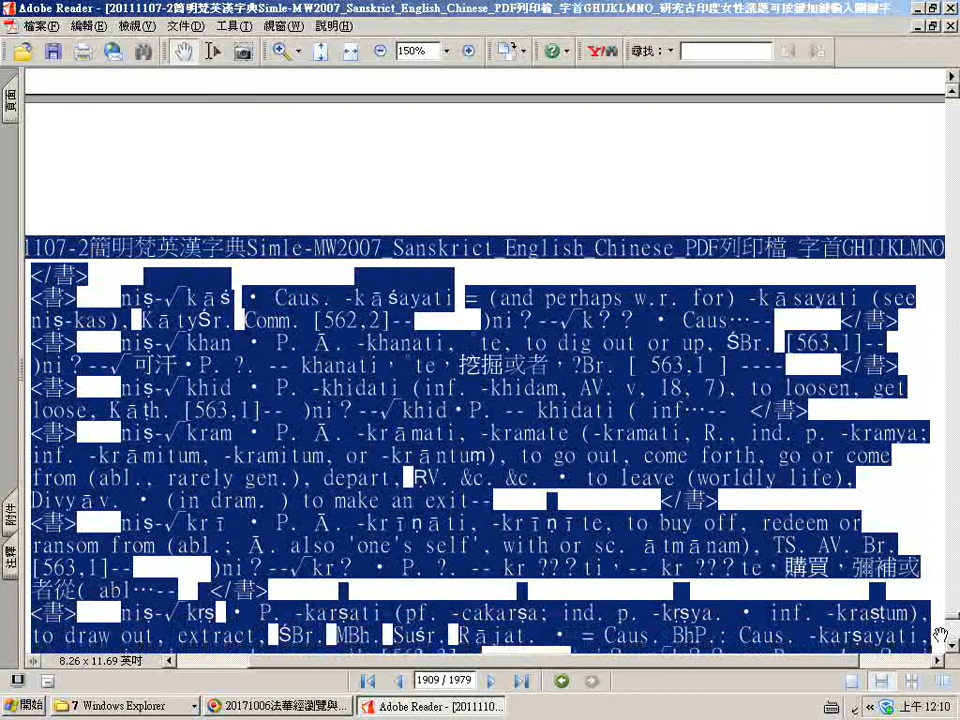 Adobe Reader - [20111107-2簡明梵英漢字典Simle-MW2007_Sanskrict_English_Chinese_PDF列印檔_字首GHIJKLMNO_研究古印度女性議題可按鍵加鍵輸入關鍵字...
檔案(F) 編輯(E) 檢視(V) 文件(D) 工具(T) 視窗(W) 說明(H)
150% Y! 尋找:
頁面
1107-2簡明梵英漢字典Simle-MW2007_Sanskrict_English_Chinese_PDF列印檔_字首GHIJKLMNO
</書>
<書> niṣ-√kāś • Caus. -kāśayati = (and perhaps w.r. for) -kāsayati (see
niṣ-kas), KātyŚr. Comm. [562,2]-- )ni？--√k？？ • Caus…-- </書>
<書> niṣ-√khan • P. Ā. -khanati, °te, to dig out or up, ŚBr. [563,1]--
)ni？--√可汗•P. ?. -- khanati，°te，挖掘或者，?Br. [ 563,1 ] ---- </書>
<書> niṣ-√khid • P. -khidati (inf. -khidam, AV. v, 18, 7), to loosen, get
loose, Kāṭh. [563,1]-- )ni？--√khid•P. -- khidati ( inf…-- </書>
<書> niṣ-√kram • P. Ā. -krāmati, -kramate (-kramati, R., ind. p. -kramya;
inf. -krāmitum, -kramitum, or -krāntuṃ), to go out, come forth, go or come
from (abl., rarely gen.), depart, RV. &c. &c. • to leave (worldly life),
Divyāv. • (in dram. ) to make an exit-- </書>
<書> niṣ-√krī • P. Ā. -krīṇāti, -krīṇīte, to buy off, redeem or
ransom from (abl.; Ā. also 'one's self', with or sc. ātmānam), TS. AV. Br.
[563,1]-- )ni？--√kr？ • P. ?. -- kr ???ti，-- kr ???te，購買，彌補或
者從( abl…-- </書>
<書> niṣ-√kṛṣ • P. -karṣati (pf. -cakarṣa; ind. p. -kṛṣya. • inf. -kraṣtum),
to draw out, extract, ŚBr. MBh. Suśr. Rājat. • = Caus. BhP.: Caus. -karṣayati,
附件
注釋
8.26 x 11.69 英吋
1909 / 1979
開始 7 Windows Explorer 20171006法華經瀏覽與... Adobe Reader - [2011110... 上午 12:10